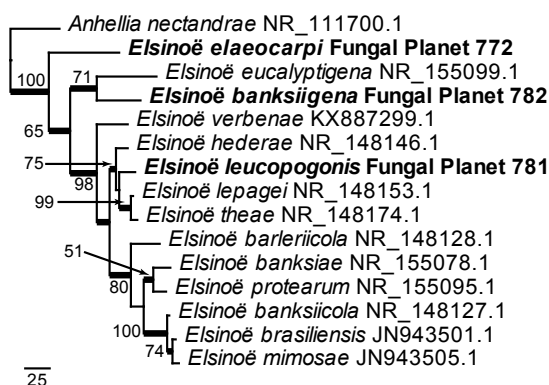 Anhellia nectandrae NR_111700.1
Elsinoë elaeocarpi Fungal Planet 772
100
71
Elsinoë eucalyptigena NR_155099.1
Elsinoë banksiigena Fungal Planet 782
65
Elsinoë verbenae KX887299.1
Elsinoë hederae NR_148146.1
75
Elsinoë leucopogonis Fungal Planet 781
98
Elsinoë lepagei NR_148153.1
99
Elsinoë theae NR_148174.1
Elsinoë barleriicola NR_148128.1
51
Elsinoë banksiae NR_155078.1
80
Elsinoë protearum NR_155095.1
Elsinoë banksiicola NR_148127.1
100
Elsinoë brasiliensis JN943501.1
74
Elsinoë mimosae JN943505.1
25